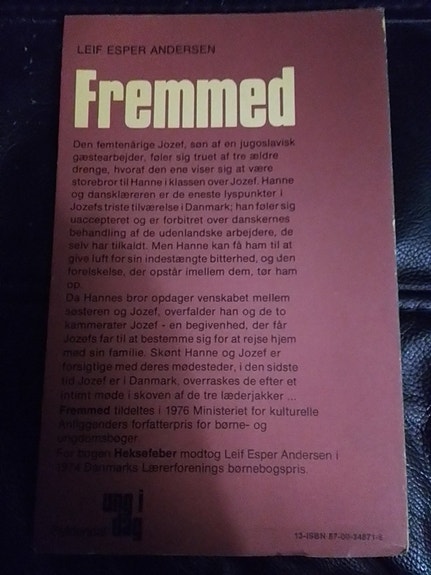 LEIF ESPER ANDERSEN
Fremmed
Den femtenårige Jozef, søn af en jugoslavisk
gæstearbejder, føler sig truet af tre ældre
drenge, hvoraf den ene viser sig at være
storebror til Hanne i klassen over Jozef. Hanne
og dansklæreren er de eneste lyspunkter i
Jozefs triste tilværelse i Danmark; han føler sig
uaccepteret og er forbitret over danskernes
behandling af de udenlandske arbejdere, de
selv har tilkaldt. Men Hanne kan få ham til at
give luft for sin indestængte bitterhed, og den
forelskelse, der opstår imellem dem, tør ham
op.
Da Hannes bror opdager venskabet mellem
søsteren og Jozef, overfalder han og de to
kammerater Jozef - en begivenhed, der får
Jozefs far til at bestemme sig for at rejse hjem
med sin familie. Skønt Hanne og Jozef er
forsigtige med deres mødesteder, i den sidste
tid Jozef er i Danmark, overraskes de efter et
intimt møde i skoven af de tre læderjakker ...
Fremmed tildeltes i 1976 Ministeriet for kulturelle
Anliggenders forfatterpris for børne- og
ungdomsbøger.
For bogen Heksefeber modtog Leif Esper Andersen i
1974 Danmarks Lærerforenings børnebogspris.
ung i
dag
Gyldendal
13-ISBN 87-00-34871-5